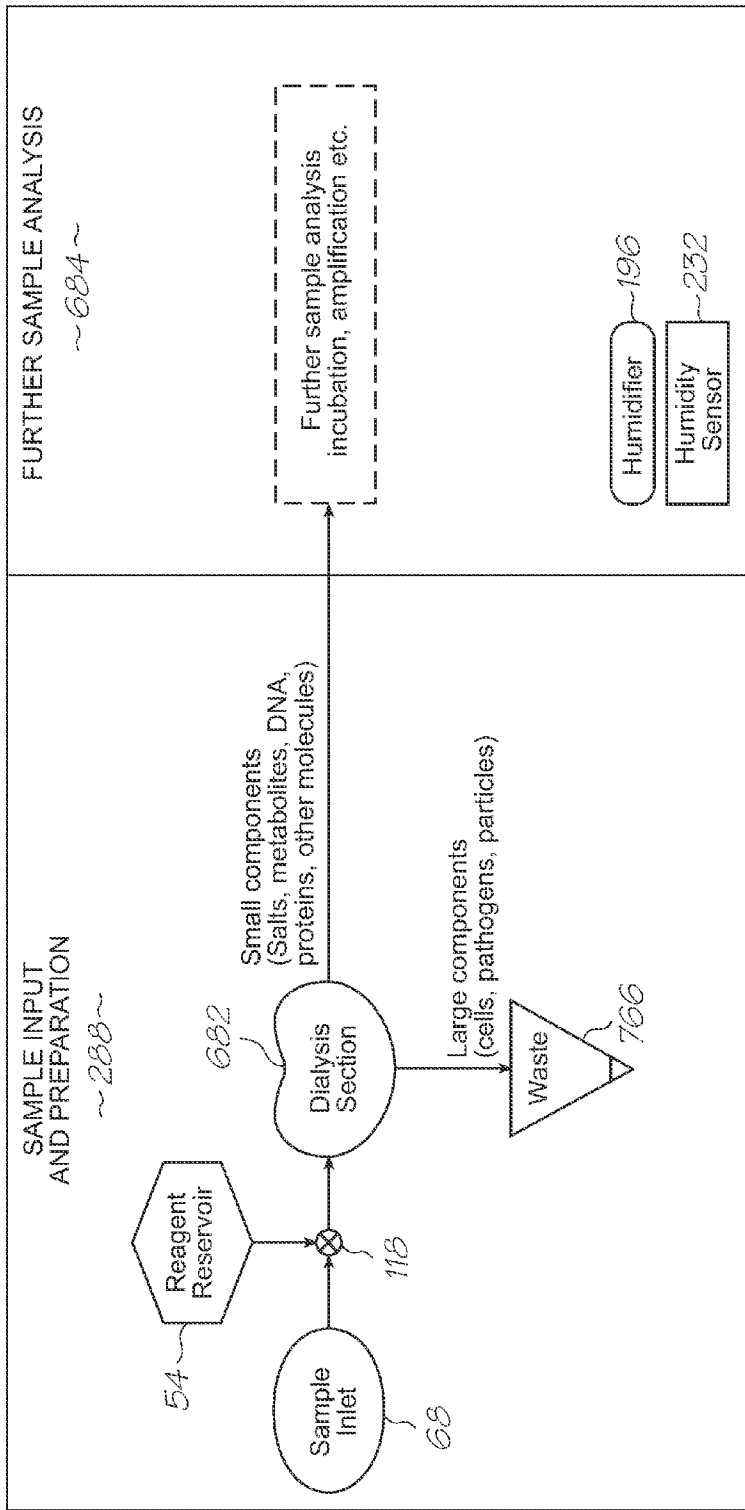 SAMPLE INPUT
AND PREPARATION
~288~
FURTHER SAMPLE ANALYSIS
~684~
Reagent
Reservoir
54
Sample
Inlet
68
118
Dialysis
Section
682
Small components
(Salts, metabolites, DNA,
proteins, other molecules)
Large components
(cells, pathogens, particles)
Waste
766
Further sample analysis
incubation, amplification etc.
Humidifier
196
Humidity
Sensor
232